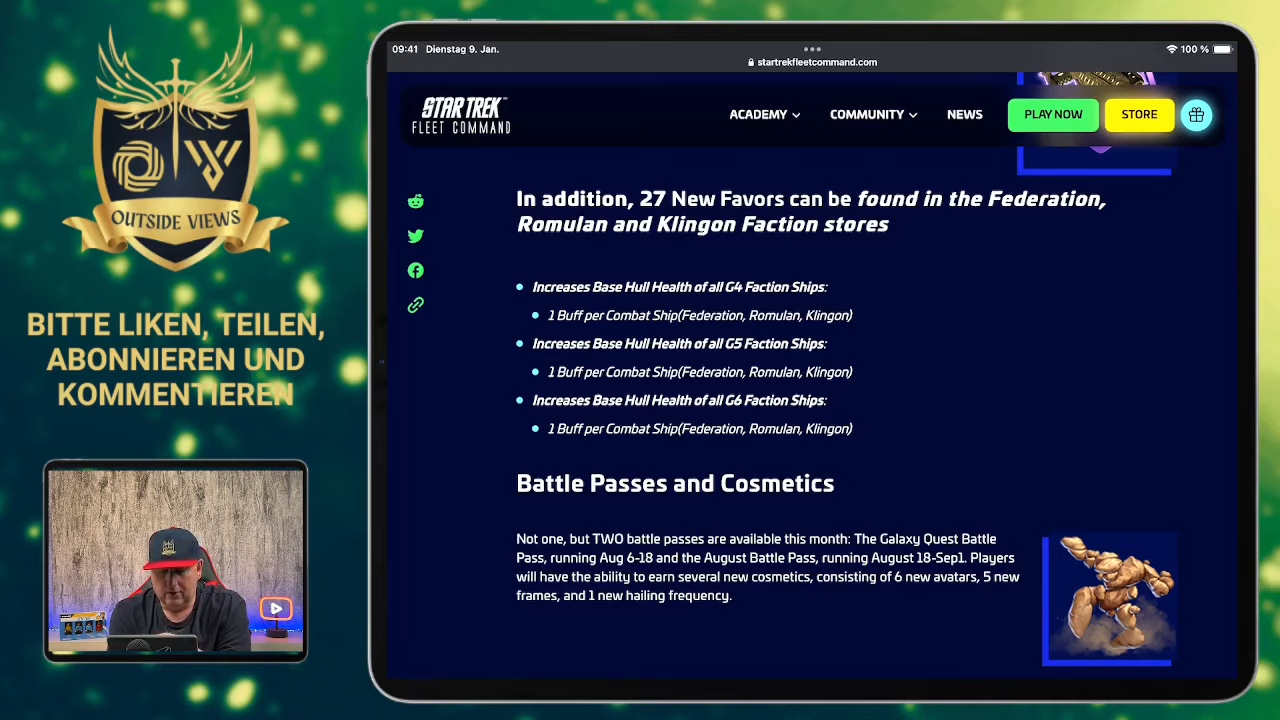 OUTSIDE VIEWS
BITTE LIKEN, TEILEN,
ABONNIEREN UND
KOMMENTIEREN
09:41 Dienstag 9. Jan.
100 %
startrekfleetcommand.com
STAR TREK™
FLEET COMMAND
ACADEMY
COMMUNITY
NEWS
PLAY NOW
STORE
In addition, 27 New Favors can be found in the Federation,
Romulan and Klingon Faction stores
Increases Base Hull Health of all G4 Faction Ships:
1 Buff per Combat Ship(Federation, Romulan, Klingon)
Increases Base Hull Health of all G5 Faction Ships:
1 Buff per Combat Ship(Federation, Romulan, Klingon)
Increases Base Hull Health of all G6 Faction Ships:
1 Buff per Combat Ship(Federation, Romulan, Klingon)
Battle Passes and Cosmetics
Not one, but TWO battle passes are available this month: The Galaxy Quest Battle
Pass, running Aug 6-18 and the August Battle Pass, running August 18-Sep1. Players
will have the ability to earn several new cosmetics, consisting of 6 new avatars, 5 new
frames, and 1 new hailing frequency.